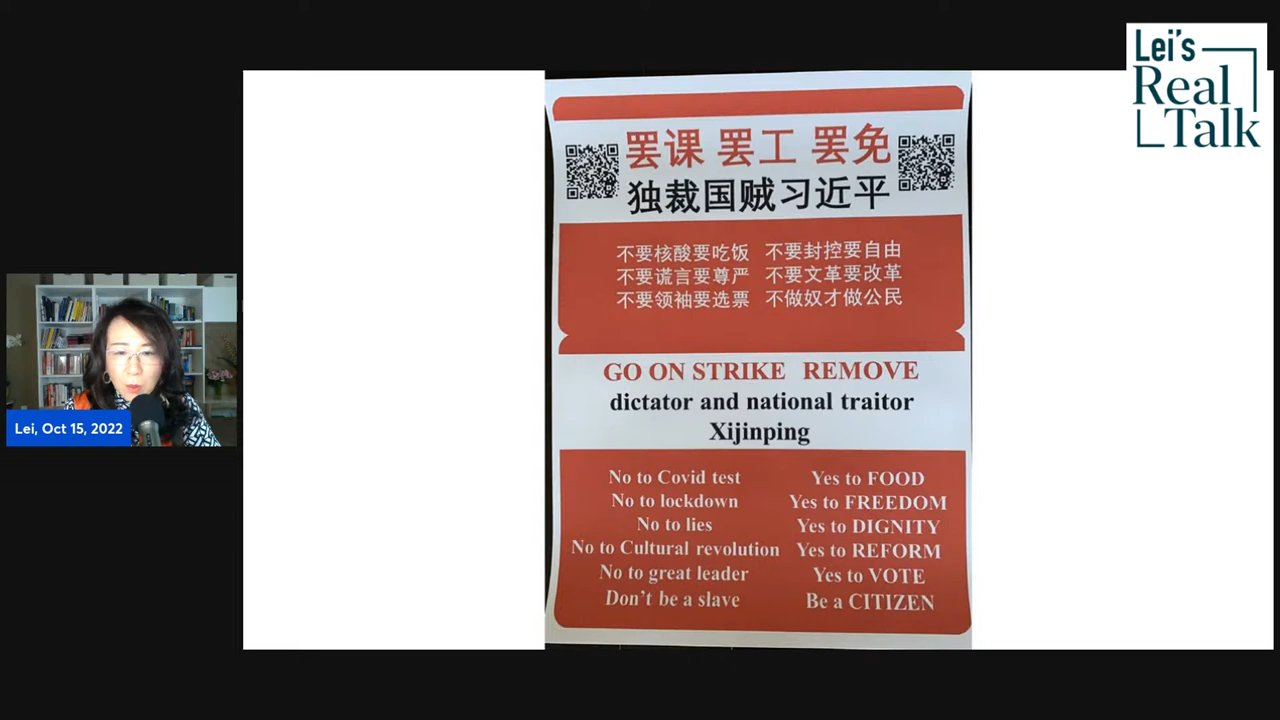 Lei's
Real
Talk
罢课 罢工 罢免
独裁国贼习近平
不要核酸要吃饭 不要封控要自由
不要谎言要尊严 不要文革要改革
不要领袖要选票 不做奴才做公民
GO ON STRIKE REMOVE
dictator and national traitor
Xijinping
No to Covid test Yes to FOOD
No to lockdown Yes to FREEDOM
No to lies Yes to DIGNITY
No to Cultural revolution Yes to REFORM
No to great leader Yes to VOTE
Don't be a slave Be a CITIZEN
Lei, Oct 15, 2022